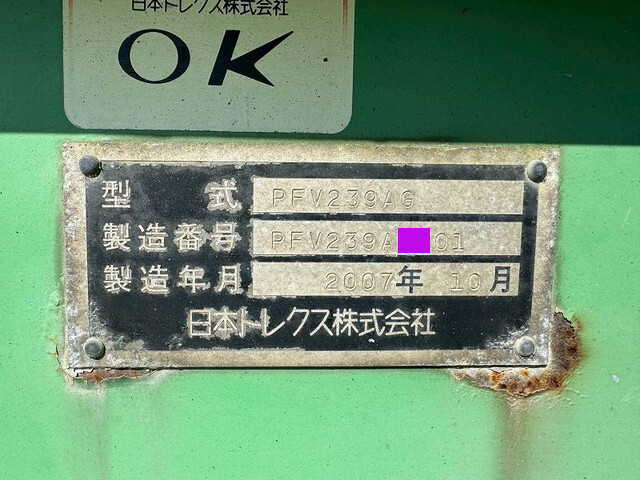 日本トレクス株式会社
OK
型式 PFV239AG
製造番号 PFV239A 01
製造年月 2007年 10月
日本トレクス株式会社